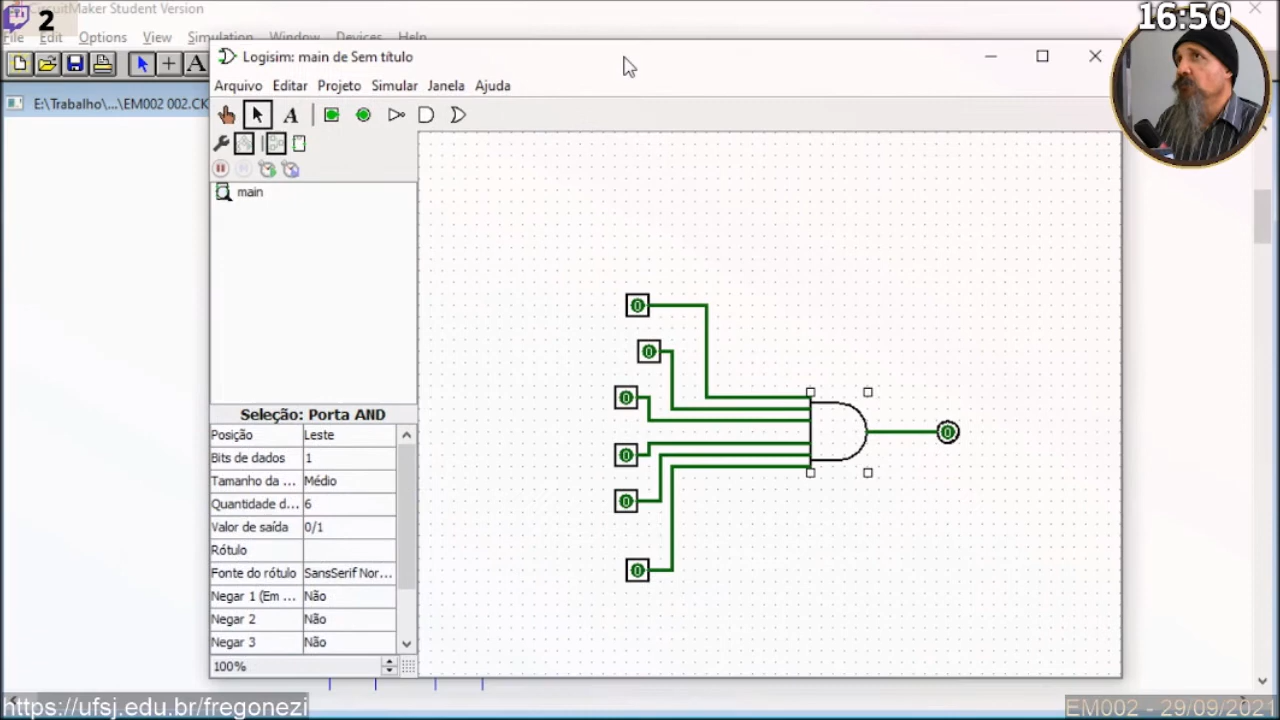 CircuitMaker Student Version
2
16:50
File Edit Options View Simulation Window Devices Help
Logisim: main de Sem título
Arquivo Editar Projeto Simular Janela Ajuda
A
A
E:\Trabalho\...\EM002 002.CK
main
0
0
0
0
0
0
0
Seleção: Porta AND
Posição Leste
Bits de dados 1
Tamanho da ... Médio
Quantidade d... 6
Valor de saída 0/1
Rótulo
Fonte do rótulo SansSerif Nor...
Negar 1 (Em ... Não
Negar 2 Não
Negar 3 Não
100%
https://ufsj.edu.br/fregonezi
EM002 - 29/09/2021